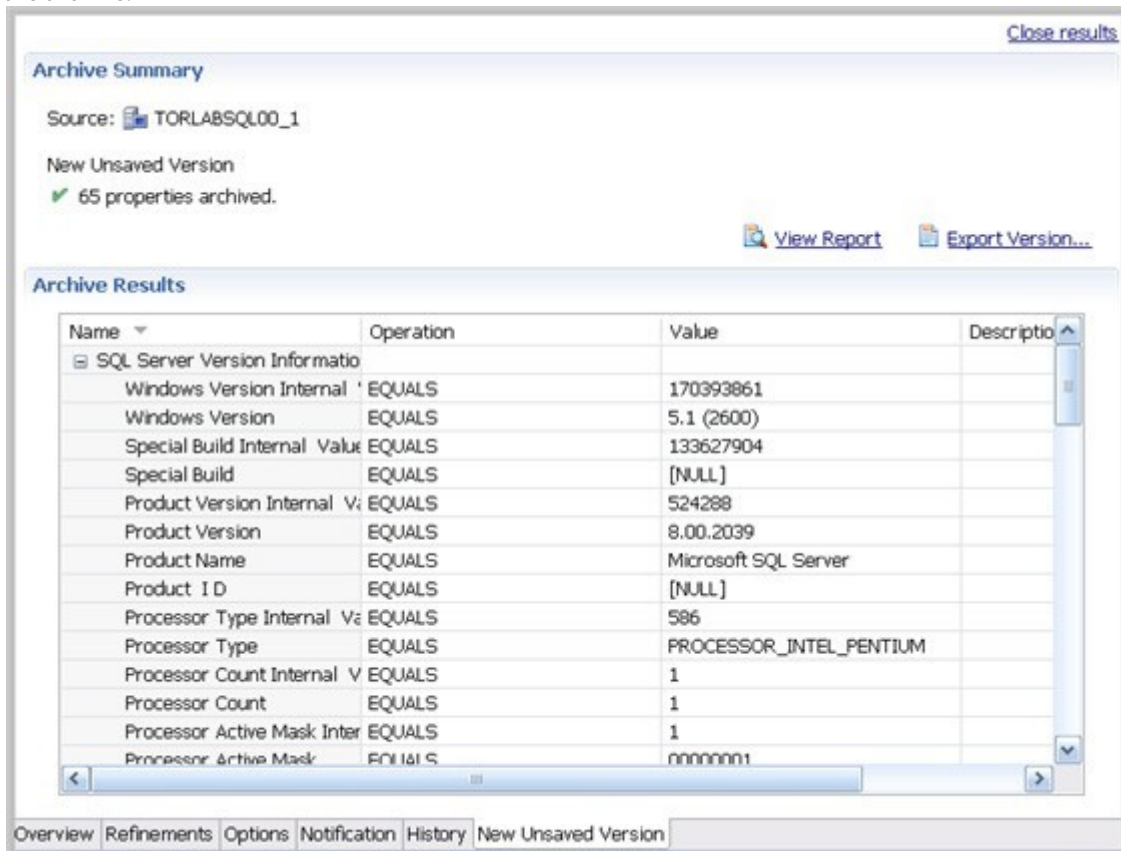 Close results
Archive Summary
Source: TORLABSQL00_1
New Unsaved Version
65 properties archived.
View Report Export Version...
Archive Results
Name Operation Value Descriptio
SQL Server Version Informatio
Windows Version Internal ' EQUALS 170393861
Windows Version EQUALS 5.1 (2600)
Special Build Internal Value EQUALS 133627904
Special Build EQUALS [NULL]
Product Version Internal Va EQUALS 524288
Product Version EQUALS 8.00.2039
Product Name EQUALS Microsoft SQL Server
Product I D EQUALS [NULL]
Processor Type Internal Va EQUALS 586
Processor Type EQUALS PROCESSOR_INTEL_PENTIUM
Processor Count Internal V EQUALS 1
Processor Count EQUALS 1
Processor Active Mask Inter EQUALS 1
Processor Active Mask EQUALS 00000001
Overview Refinements Options Notification History New Unsaved Version